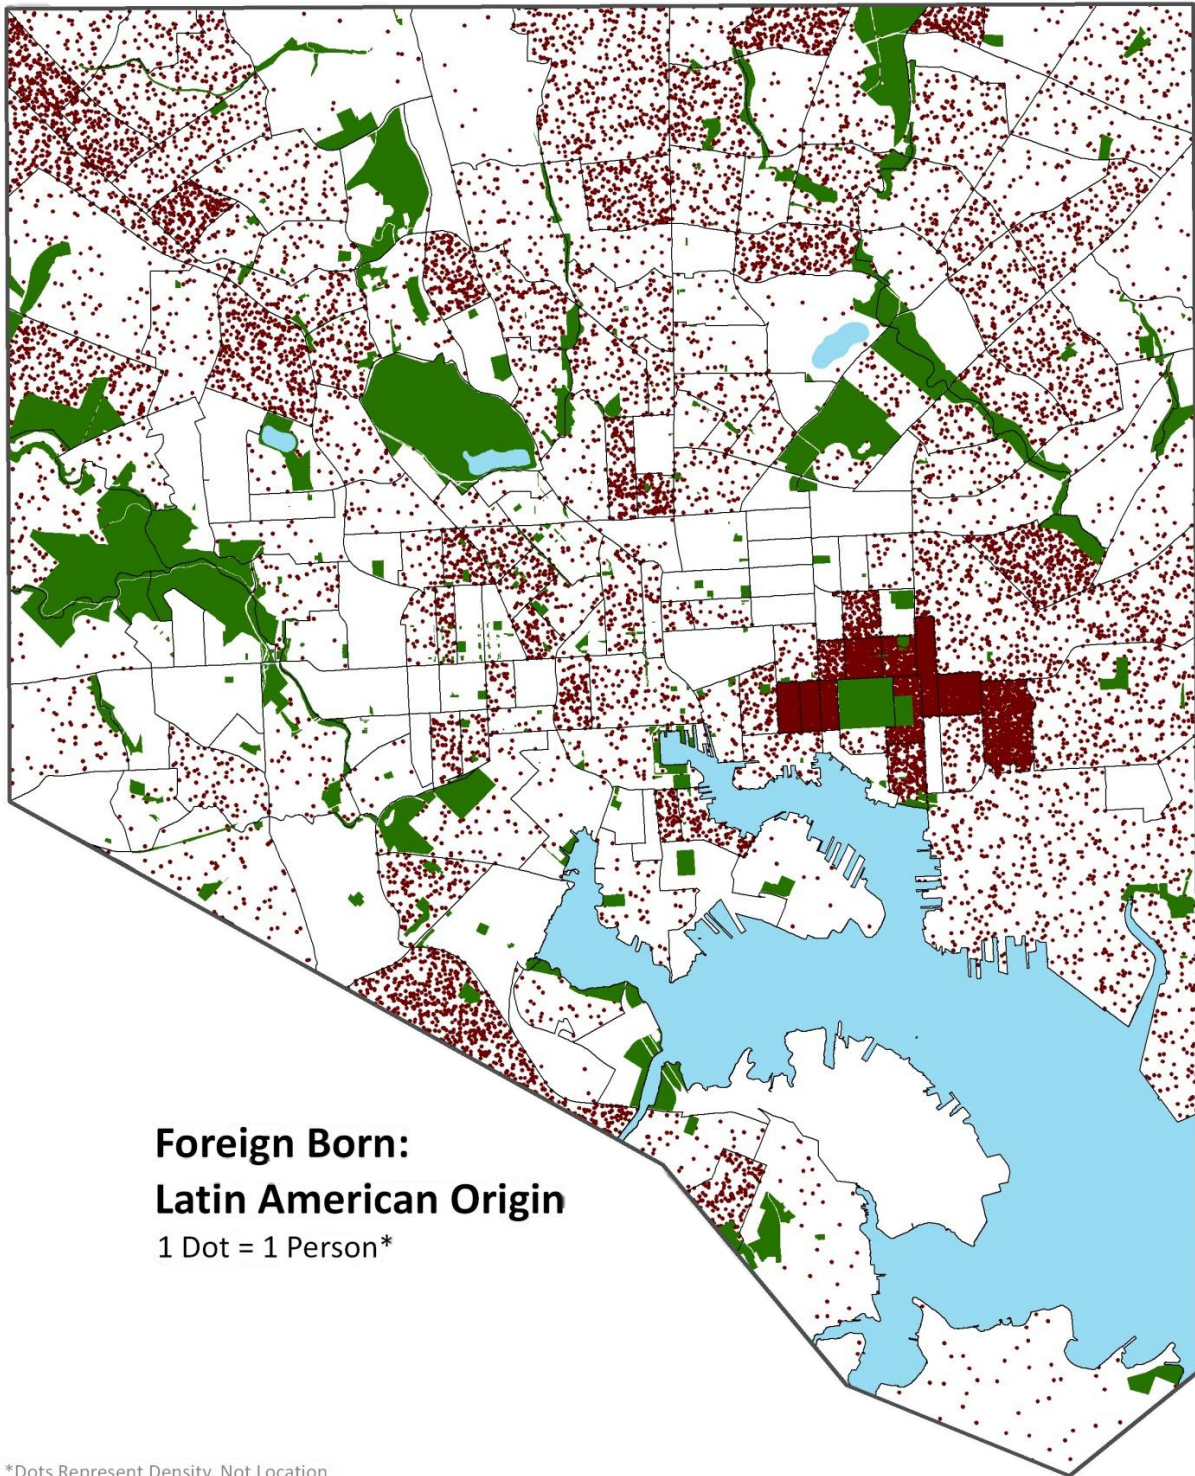 Foreign Born:
Latin American Origin
1 Dot = 1 Person*
*Dots Represent Density, Not Location